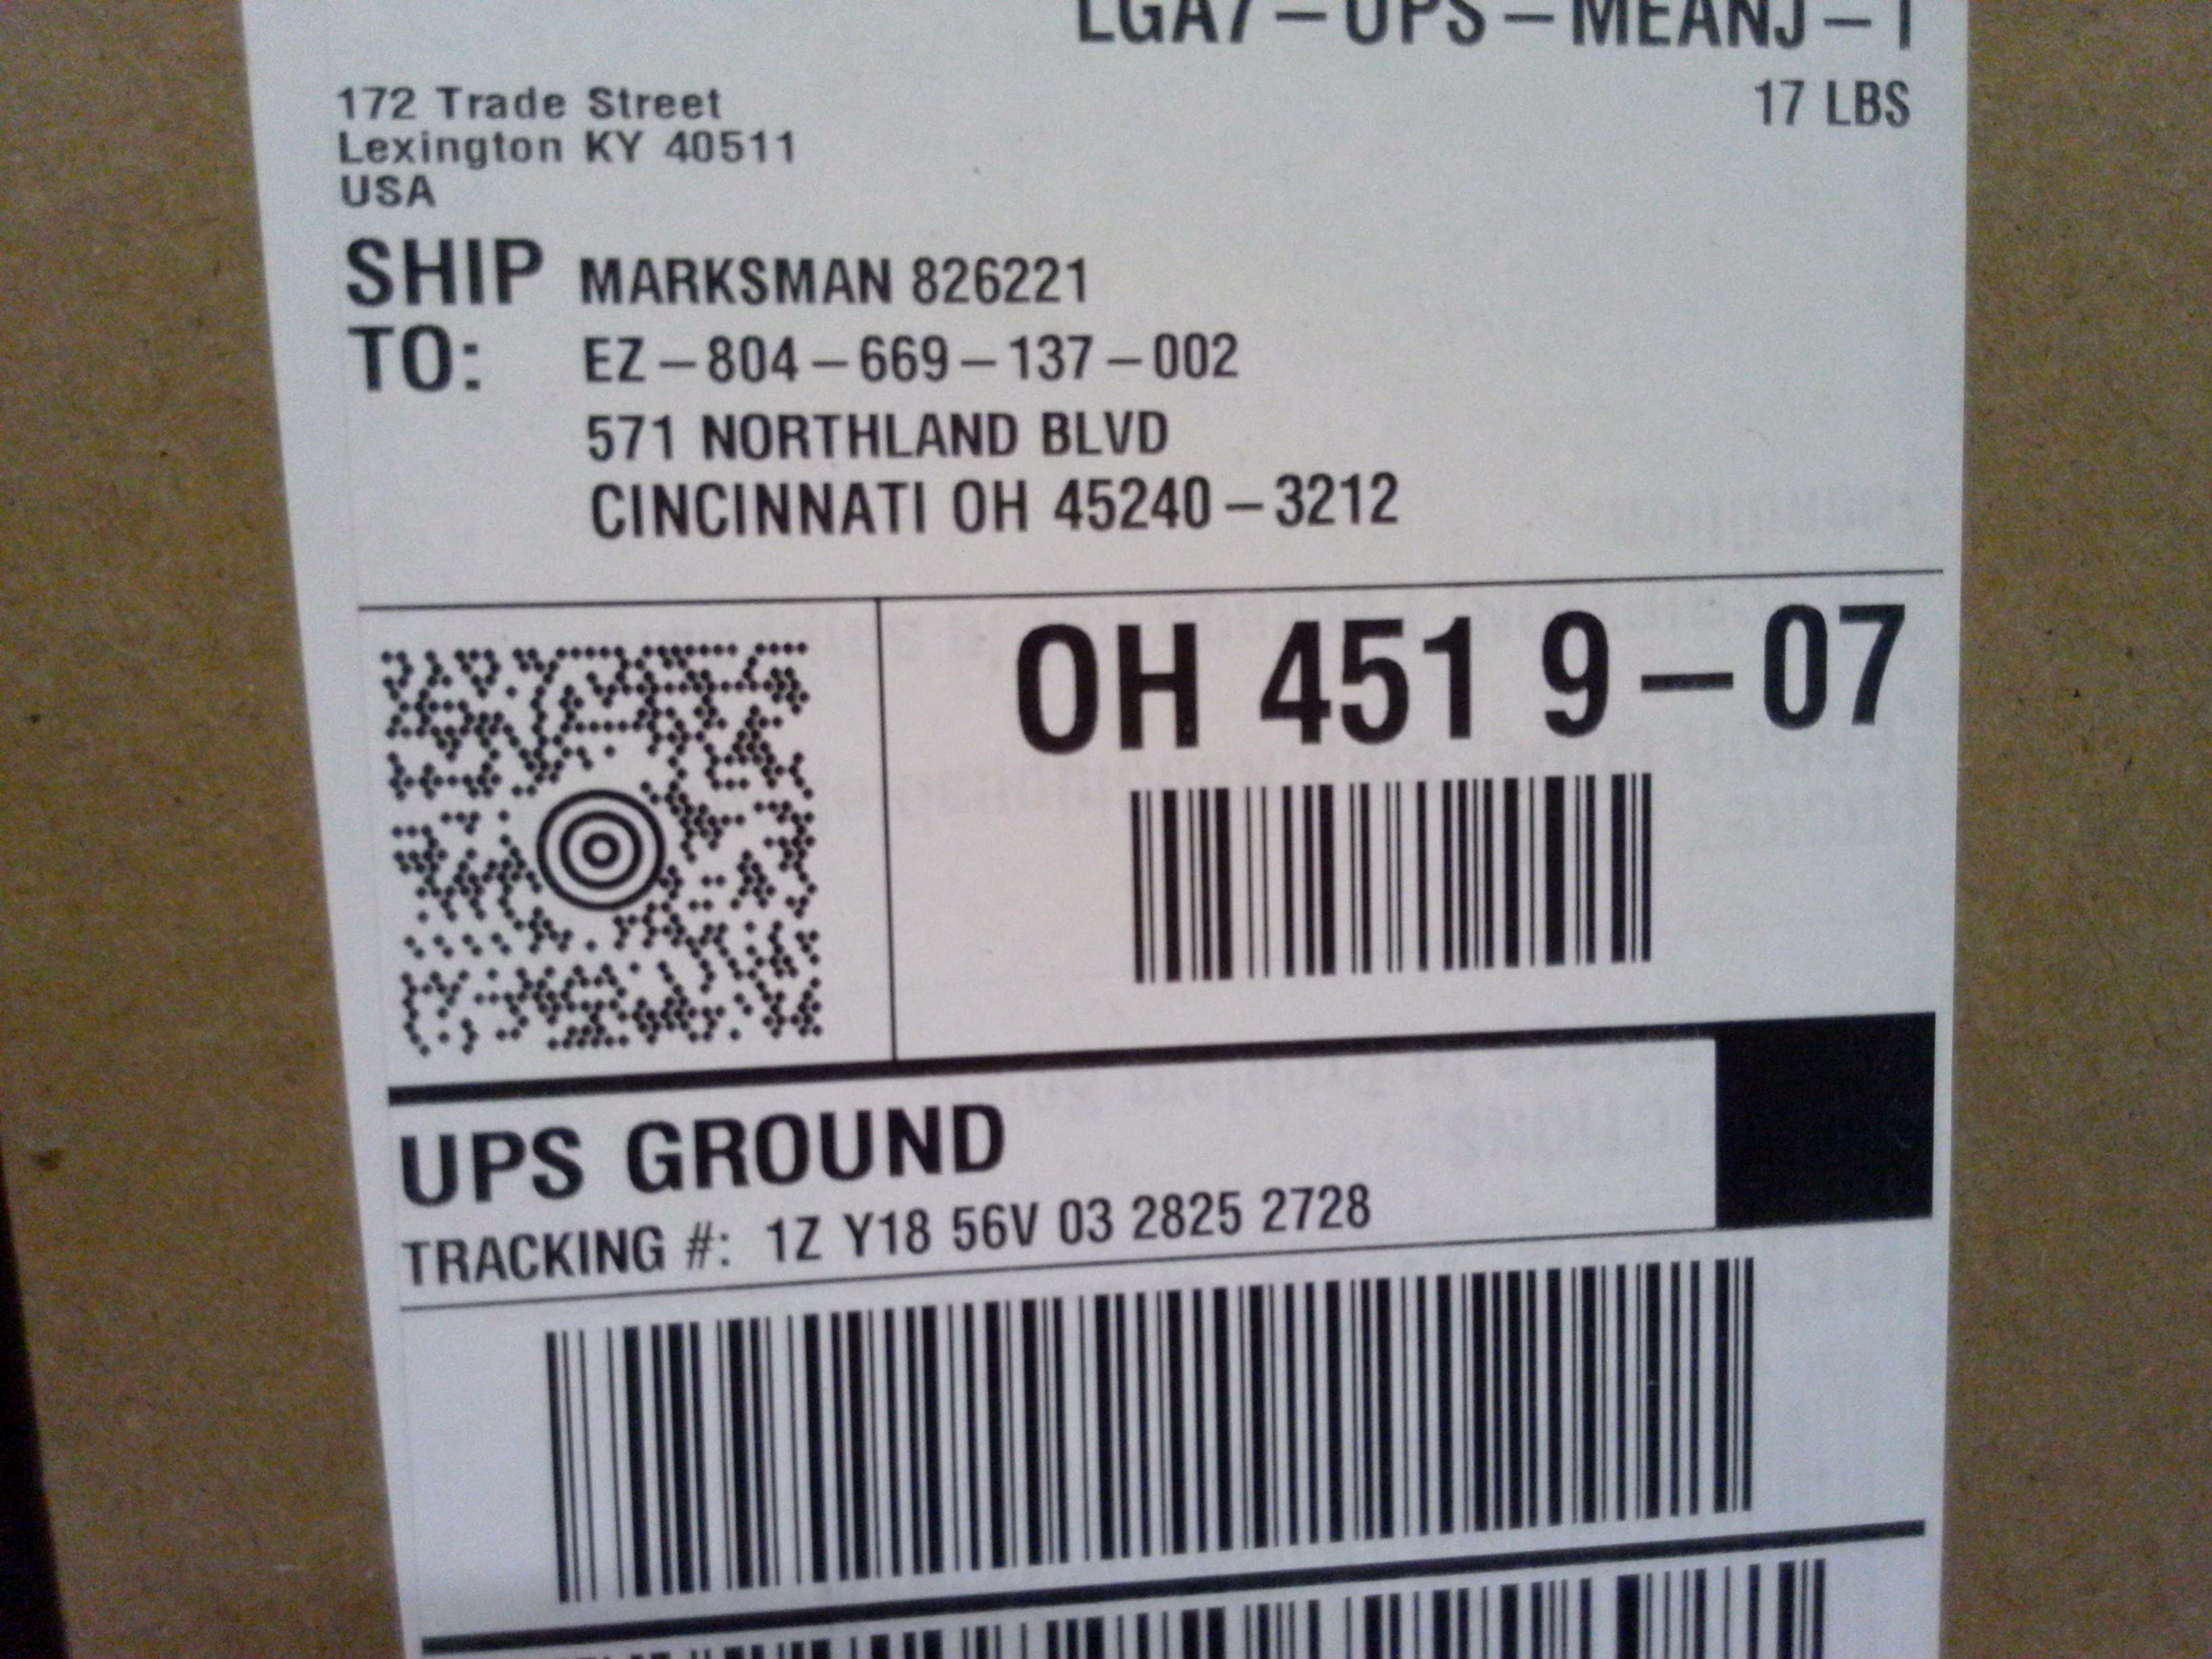 LGA7-UPS-MEANJ-1
17 LBS
172 Trade Street
Lexington KY 40511
USA
SHIP TO:
MARKSMAN 826221
EZ-804-669-137-002
571 NORTHLAND BLVD
CINCINNATI OH 45240-3212
OH 451 9-07
UPS GROUND
TRACKING #: 1Z Y18 56V 03 2825 2728